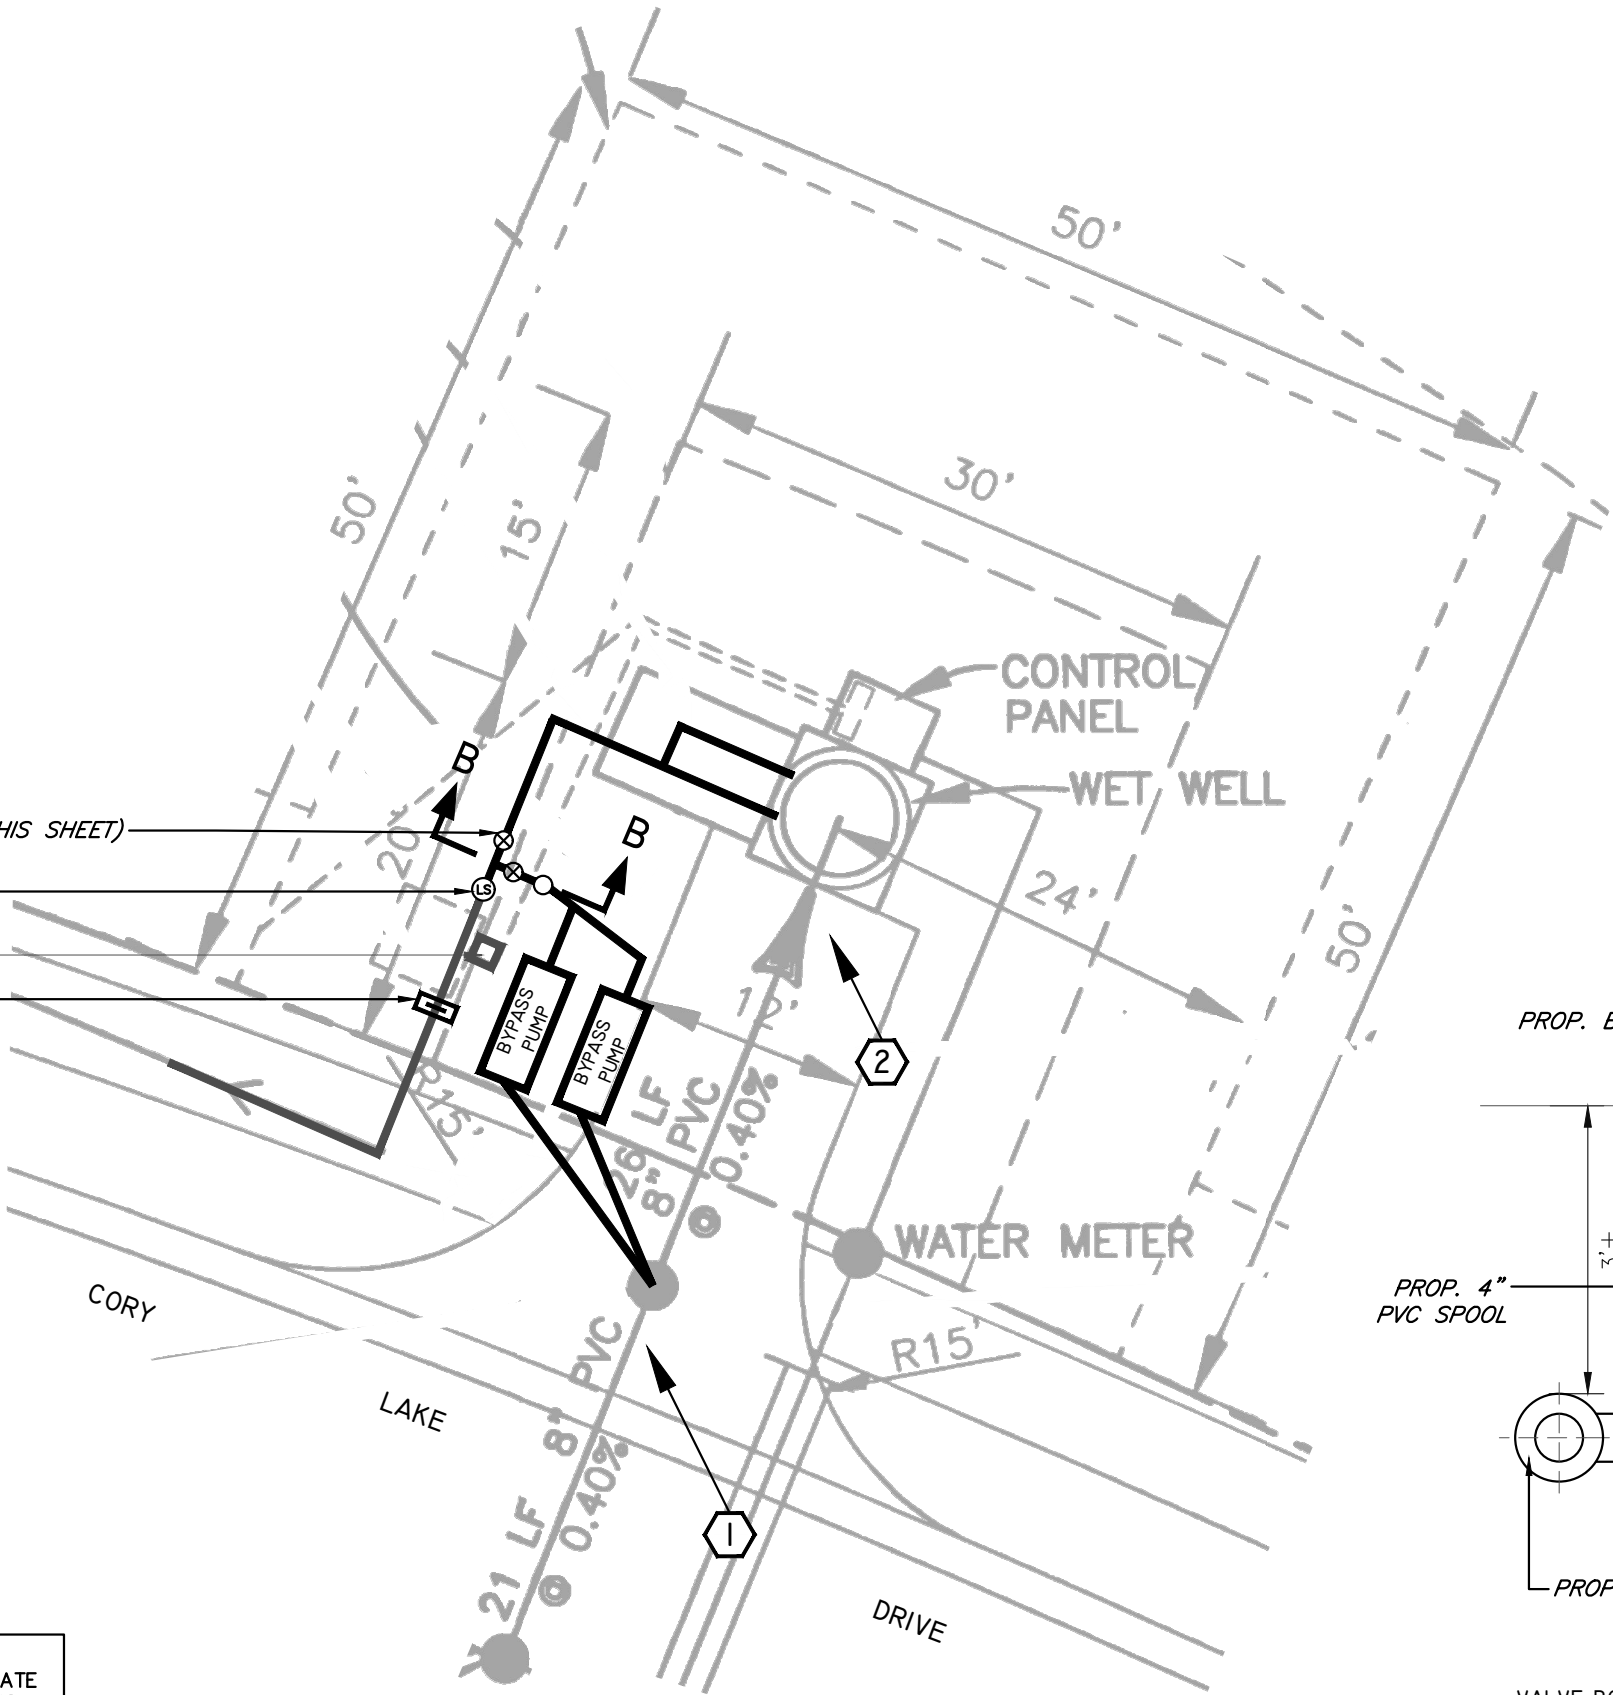 50'
30'
50'
15'
CONTROL
PANEL
B
WET WELL
HIS SHEET)
B
20'
24'
LS
50'
12'
BYPASS
PUMP
BYPASS
PUMP
PROP. B
2
R15'
26 LF
8" PVC
@ 0.40%
WATER METER
3'+
PROP. 4"
PVC SPOOL
CORY
R15'
LAKE
21 LF 8" PVC
@ 0.40%
1
PROP
DRIVE
ATE